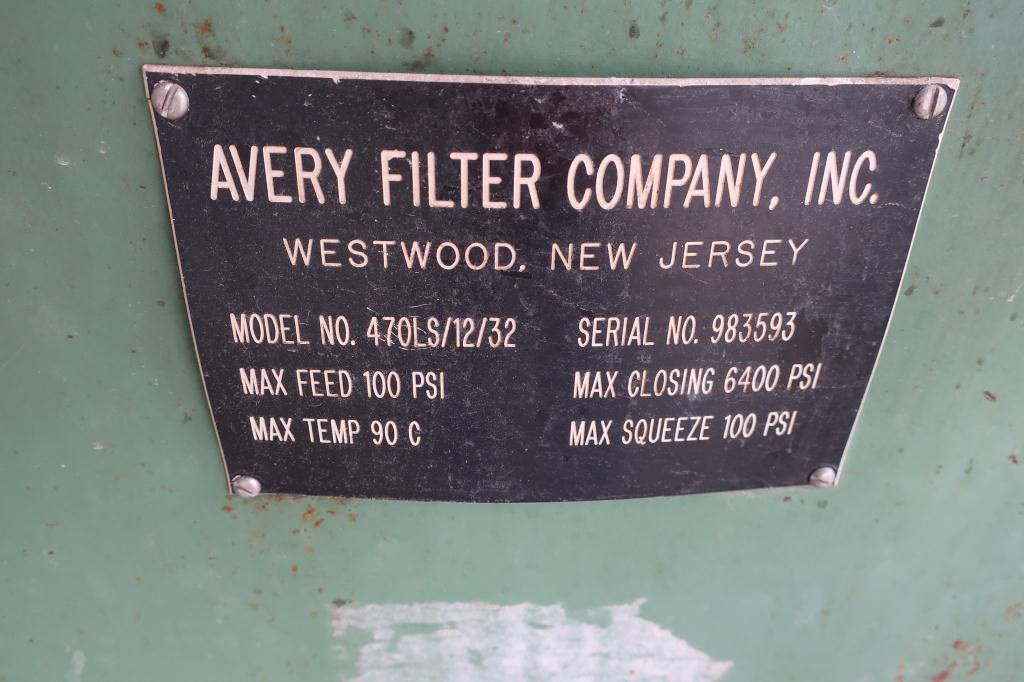 AVERY FILTER COMPANY, INC.
WESTWOOD, NEW JERSEY
MODEL NO. 470LS/12/32 SERIAL NO. 983593
MAX FEED 100 PSI MAX CLOSING 6400 PSI
MAX TEMP 90 C MAX SQUEEZE 100 PSI